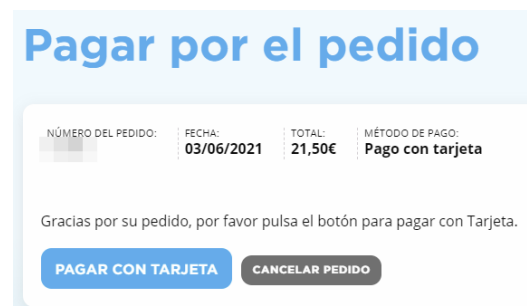 Pagar por el pedido
NÚMERO DEL PEDIDO: FECHA: TOTAL: MÉTODO DE PAGO:
03/06/2021 21,50€ Pago con tarjeta
Gracias por su pedido, por favor pulsa el botón para pagar con Tarjeta.
PAGAR CON TARJETA CANCELAR PEDIDO